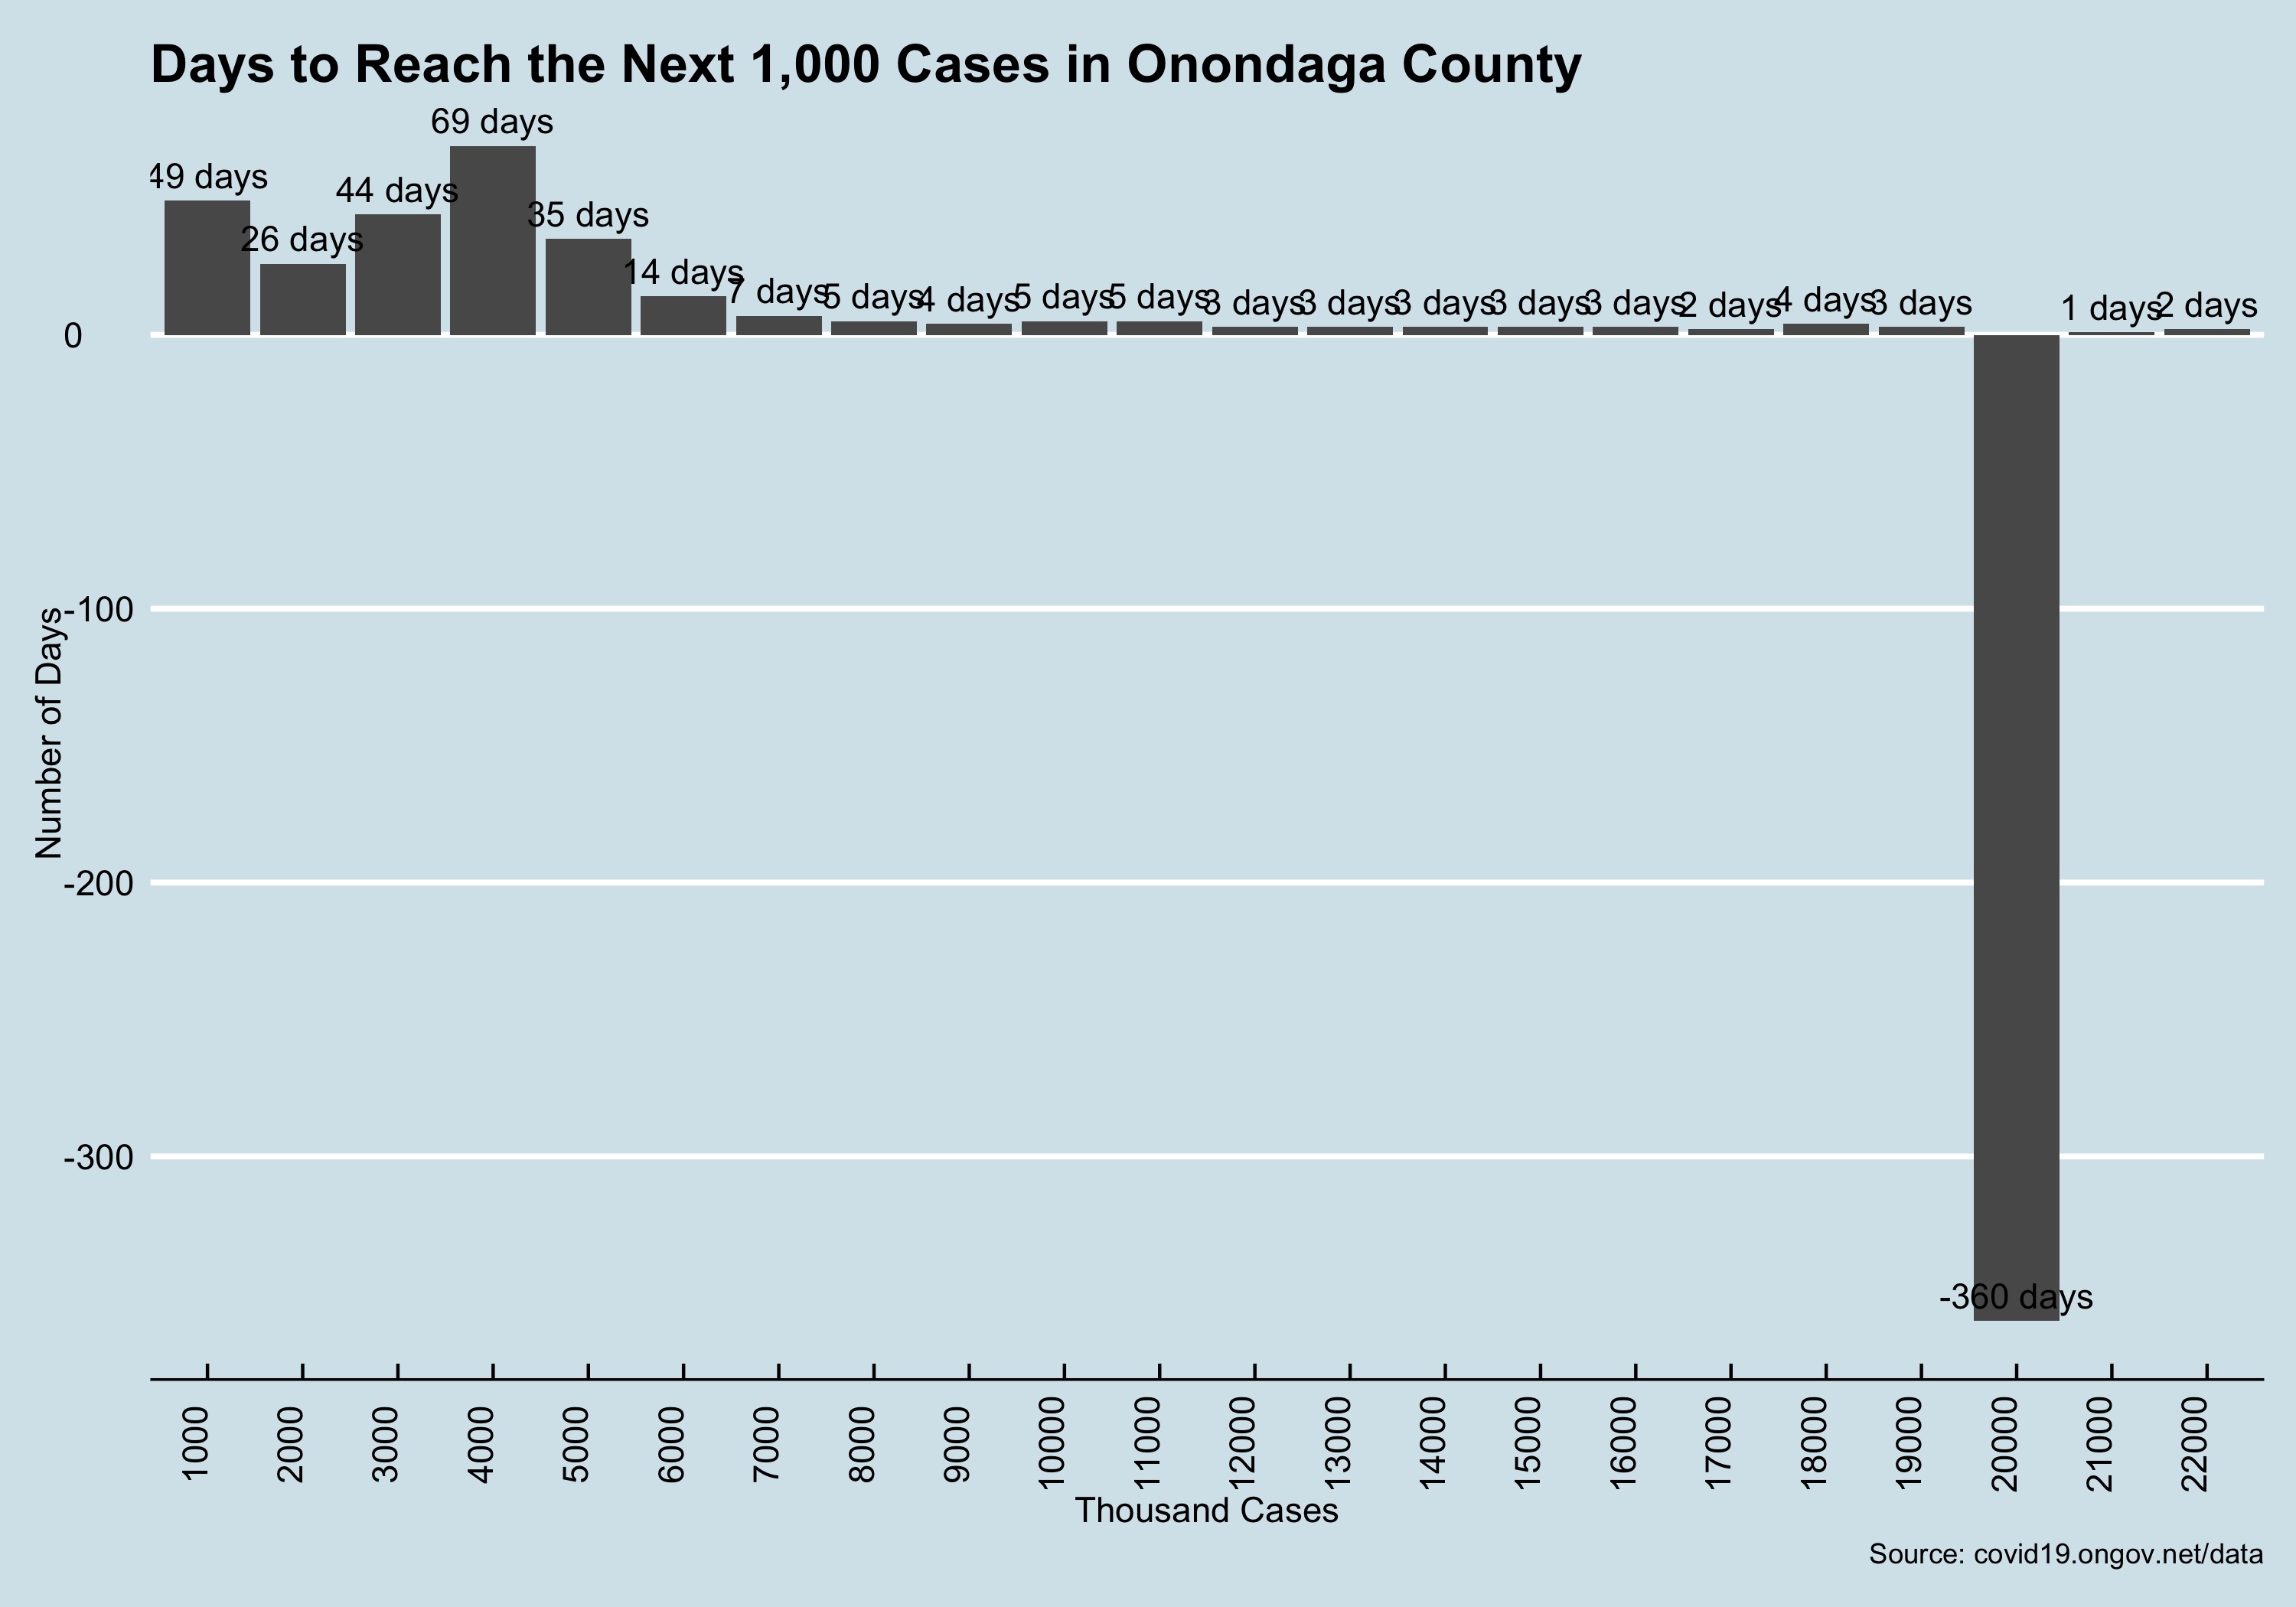 Days to Reach the Next 1,000 Cases in Onondaga County
69 days
49 days
44 days
35 days
26 days
14 days
7 days
5 days
4 days
5 days
5 days
3 days
3 days
3 days
3 days
3 days
2 days
4 days
3 days
1 days
2 days
-360 days
0
-100
-200
-300
Number of Days
1000
2000
3000
4000
5000
6000
7000
8000
9000
10000
11000
12000
13000
14000
15000
16000
17000
18000
19000
20000
21000
22000
Thousand Cases
Source: covid19.ongov.net/data